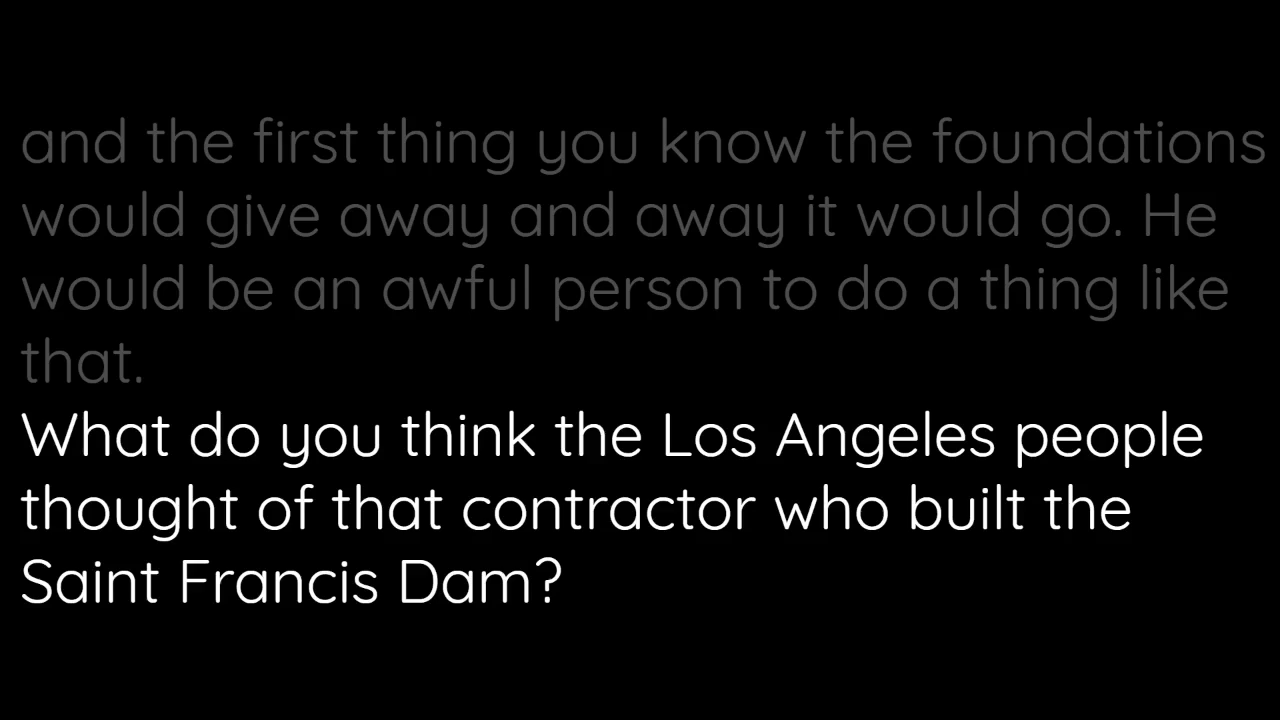 and the first thing you know the foundations
would give away and away it would go. He
would be an awful person to do a thing like
that.
What do you think the Los Angeles people
thought of that contractor who built the
Saint Francis Dam?